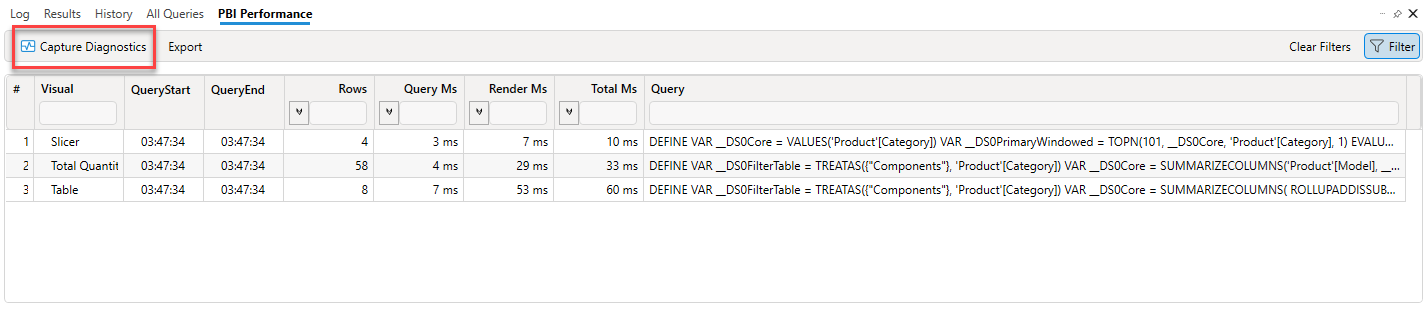 Log Results History All Queries PBI Performance
Capture Diagnostics Export Clear Filters Filter
# Visual QueryStart QueryEnd Rows Query Ms Render Ms Total Ms Query
1 Slicer 03:47:34 03:47:34 4 3 ms 7 ms 10 ms DEFINE VAR __DS0Core = VALUES('Product'[Category]) VAR __DS0PrimaryWindowed = TOPN(101, __DS0Core, 'Product'[Category], 1) EVALU...
2 Total Quantit 03:47:34 03:47:34 58 4 ms 29 ms 33 ms DEFINE VAR __DS0FilterTable = TREATAS({"Components"}, 'Product'[Category]) VAR __DS0Core = SUMMARIZECOLUMNS('Product'[Model], __...
3 Table 03:47:34 03:47:34 8 7 ms 53 ms 60 ms DEFINE VAR __DS0FilterTable = TREATAS({"Components"}, 'Product'[Category]) VAR __DS0Core = SUMMARIZECOLUMNS( ROLLUPADDISSUB...